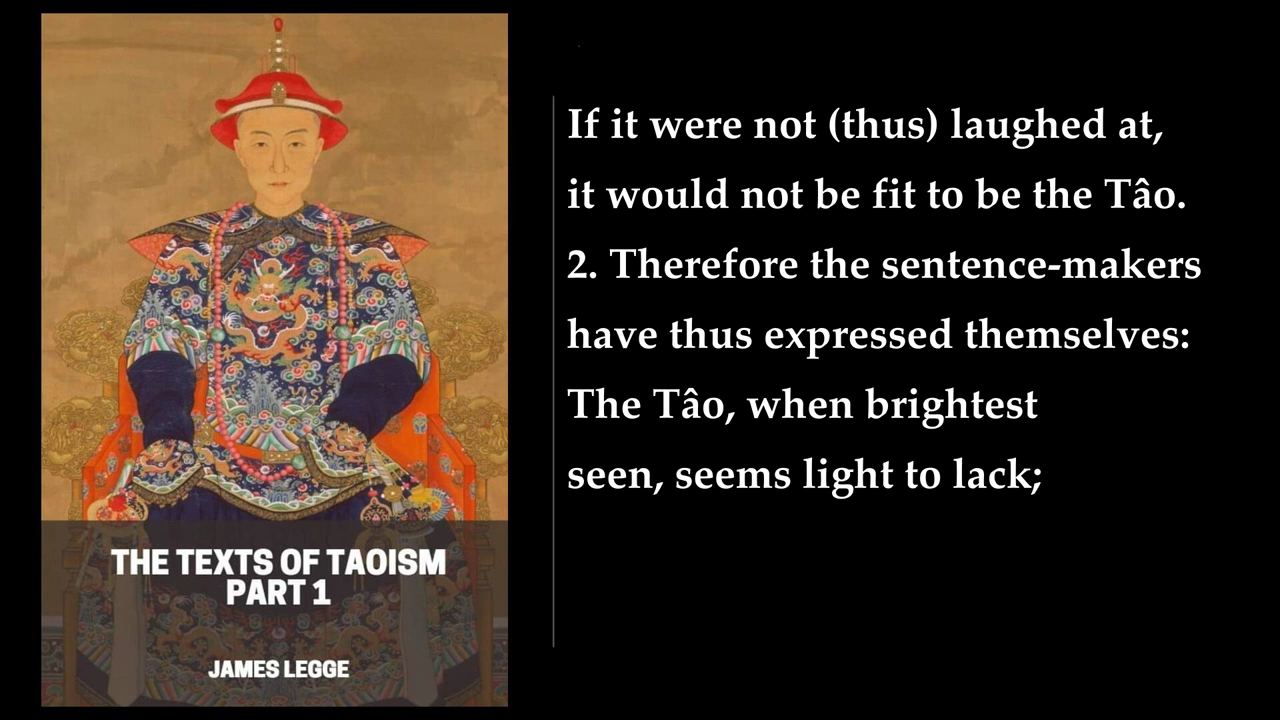 THE TEXTS OF TAOISM
PART 1
JAMES LEGGE
If it were not (thus) laughed at,
it would not be fit to be the Tâo.
2. Therefore the sentence-makers
have thus expressed themselves:
The Tâo, when brightest
seen, seems light to lack;